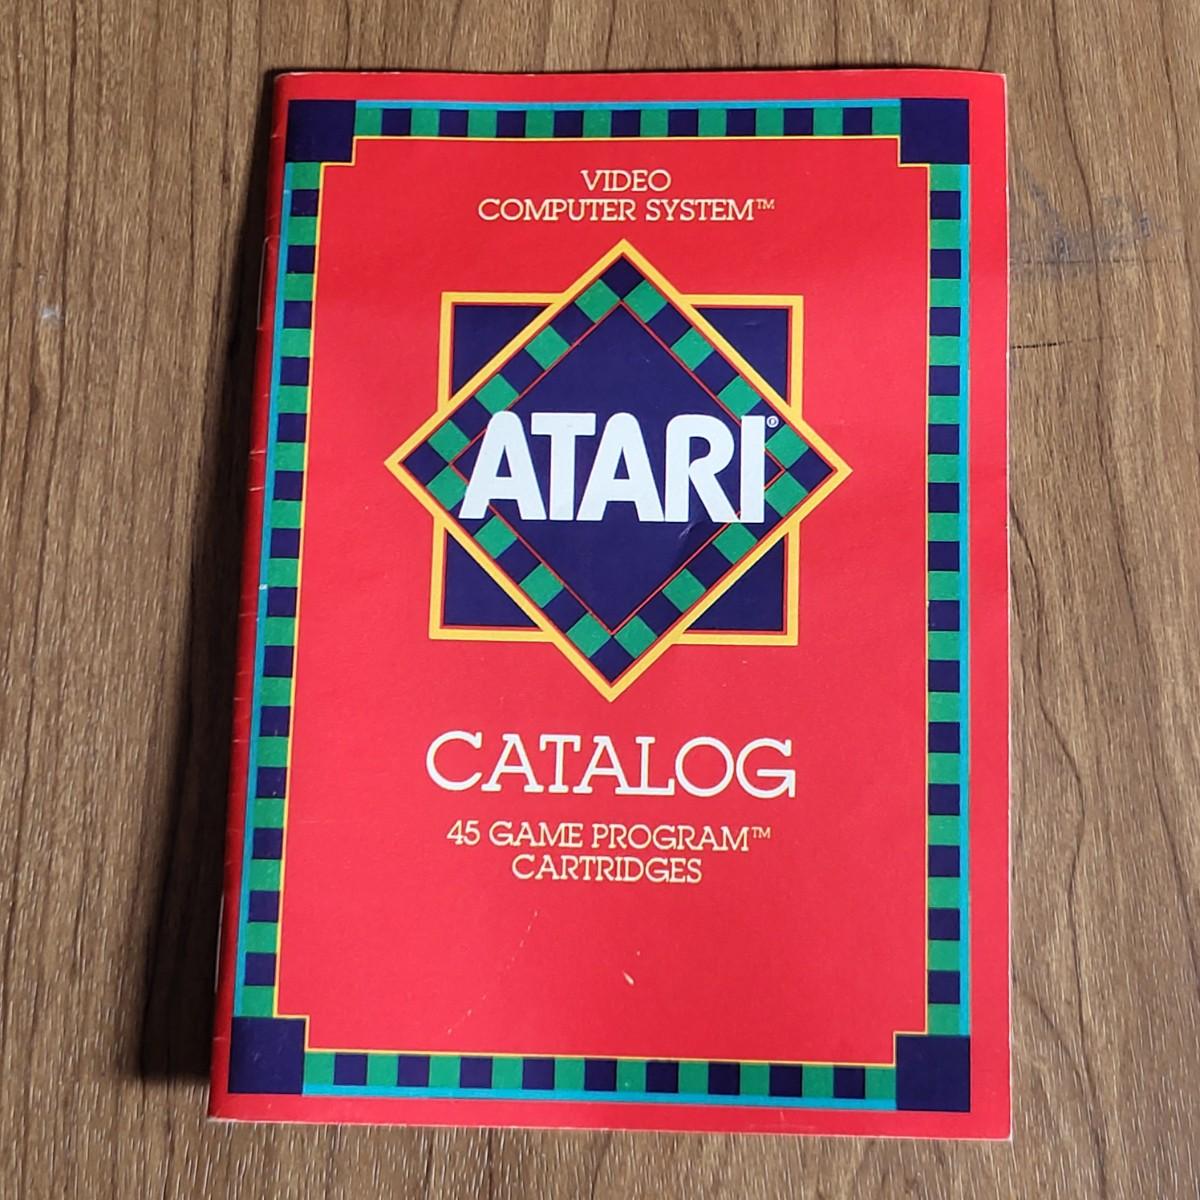 VIDEO
COMPUTER SYSTEM™
ATARI®
CATALOG
45 GAME PROGRAM™
CARTRIDGES